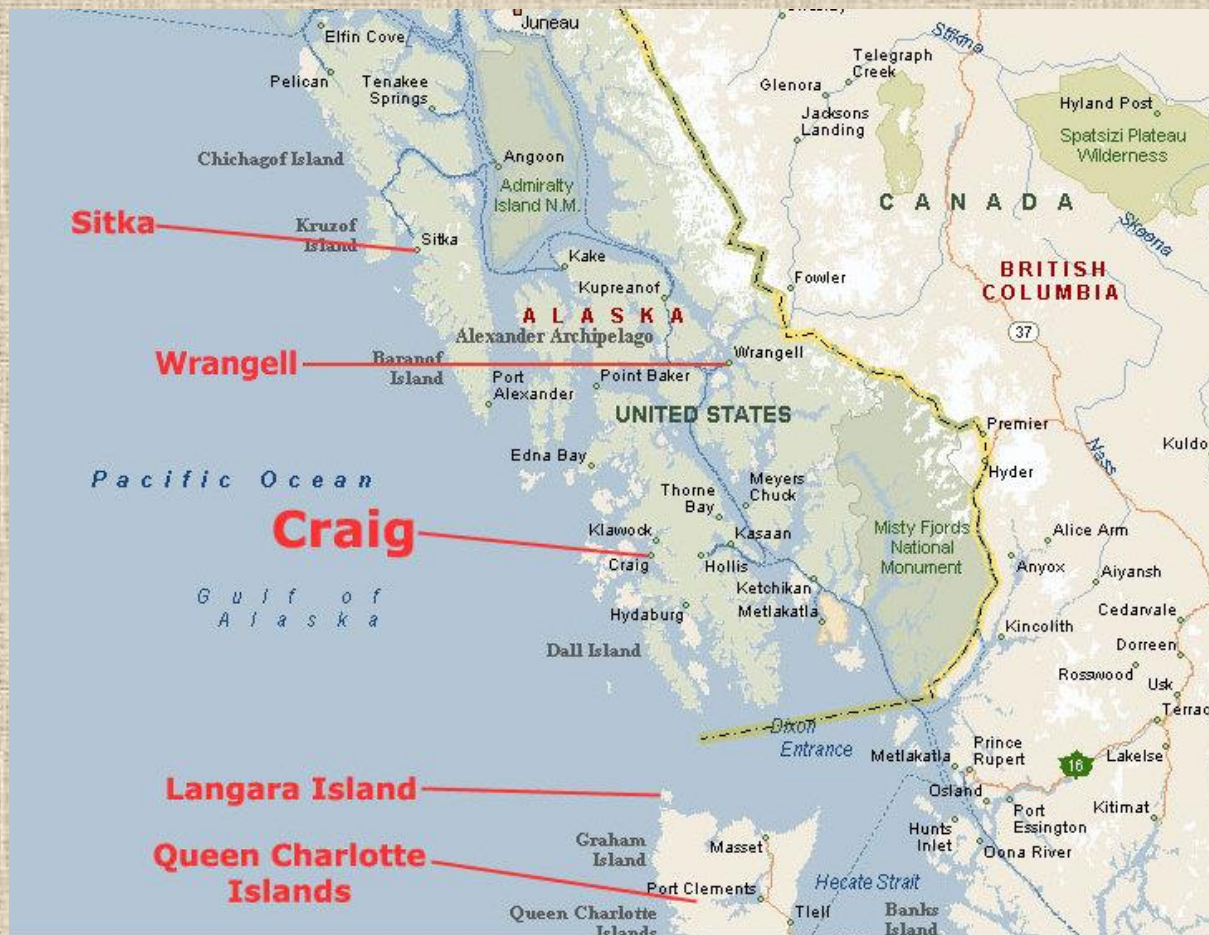 Juneau
Elfin Cove
Stikine
Telegraph
Creek
Pelican
Tenakee
Springs
Glenora
Hyland Post
Jacksons
Landing
Spatsizi Plateau
Wilderness
Chichagof Island
Angoon
Admiralty
Island N.M.
CANADA
Sitka
Kruzof
Island
Sitka
Skeena
Kake
Fowler
BRITISH
COLUMBIA
Kupreanof
ALASKA
Alexander Archipelago
37
Wrangell
Baranof
Island
Wrangell
Port
Alexander
Point Baker
UNITED STATES
Premier
Nass
Kuldo
Edna Bay
Hyder
Pacific Ocean
Meyers
Chuck
Thorne
Bay
Craig
Klawock
Kasaan
Misty Fjords
National
Monument
Alice Arm
Craig
Hollis
Anyox
Aiyansh
Gulf of
Alaska
Ketchikan
Hydaburg
Metlakatla
Cedarvale
Kincolith
Dorreen
Dall Island
Rosswood
Usk
Terrac
Dixon
Entrance
Metlakatla
Prince
Rupert
16
Lakelse
Langara Island
Osland
Port
Essington
Kitimat
Graham
Island
Masset
Hunts
Inlet
Oona River
Queen Charlotte
Islands
Port Clements
Hecate Strait
Queen Charlotte
Islands
Tlell
Banks
Island